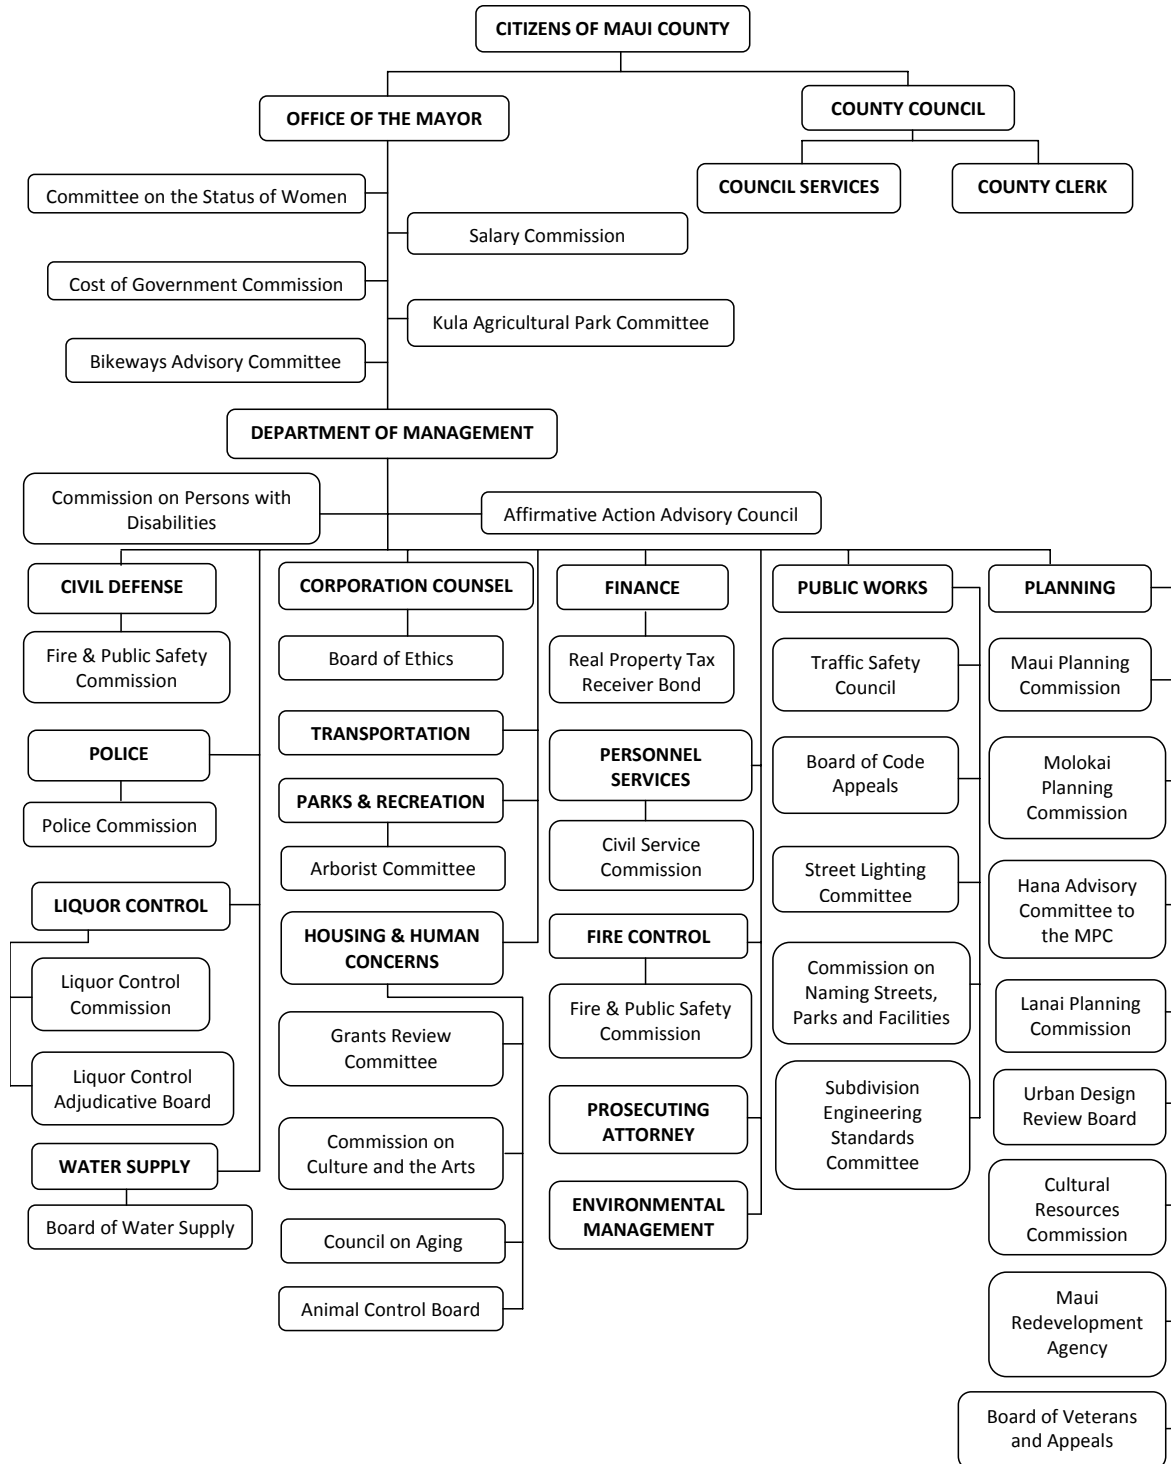 CITIZENS OF MAUI COUNTY
OFFICE OF THE MAYOR
COUNTY COUNCIL
COUNCIL SERVICES
COUNTY CLERK
Committee on the Status of Women
Salary Commission
Cost of Government Commission
Kula Agricultural Park Committee
Bikeways Advisory Committee
DEPARTMENT OF MANAGEMENT
Commission on Persons with
Disabilities
Affirmative Action Advisory Council
CIVIL DEFENSE
Fire & Public Safety
Commission
POLICE
Police Commission
LIQUOR CONTROL
Liquor Control
Commission
Liquor Control
Adjudicative Board
WATER SUPPLY
Board of Water Supply
CORPORATION COUNSEL
Board of Ethics
TRANSPORTATION
PARKS & RECREATION
Arborist Committee
HOUSING & HUMAN
CONCERNS
Grants Review
Committee
Commission on
Culture and the Arts
Council on Aging
Animal Control Board
FINANCE
Real Property Tax
Receiver Bond
PERSONNEL
SERVICES
Civil Service
Commission
FIRE CONTROL
Fire & Public Safety
Commission
PROSECUTING
ATTORNEY
ENVIRONMENTAL
MANAGEMENT
PUBLIC WORKS
Traffic Safety
Council
Board of Code
Appeals
Street Lighting
Committee
Commission on
Naming Streets,
Parks and Facilities
Subdivision
Engineering
Standards
Committee
PLANNING
Maui Planning
Commission
Molokai
Planning
Commission
Hana Advisory
Committee to
the MPC
Lanai Planning
Commission
Urban Design
Review Board
Cultural
Resources
Commission
Maui
Redevelopment
Agency
Board of Veterans
and Appeals